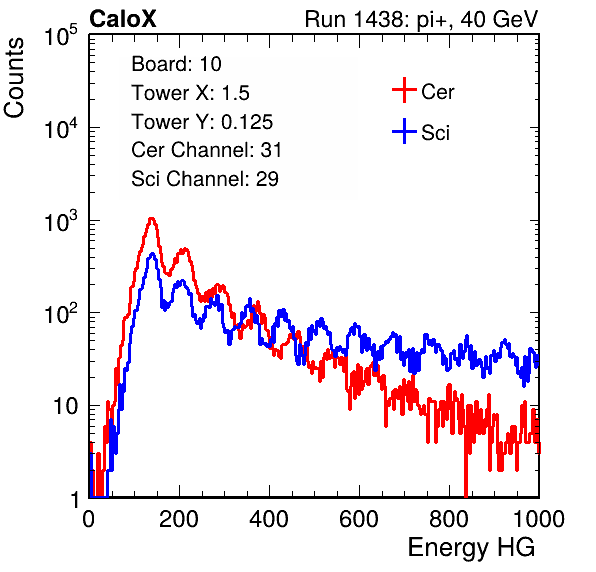 CaloX Run 1438: pi+, 40 GeV
Board: 10
Tower X: 1.5
Tower Y: 0.125
Cer Channel: 31
Sci Channel: 29
Cer
Sci
Counts
10^5
10^4
10^3
10^2
10
1
0 200 400 600 800 1000
Energy HG